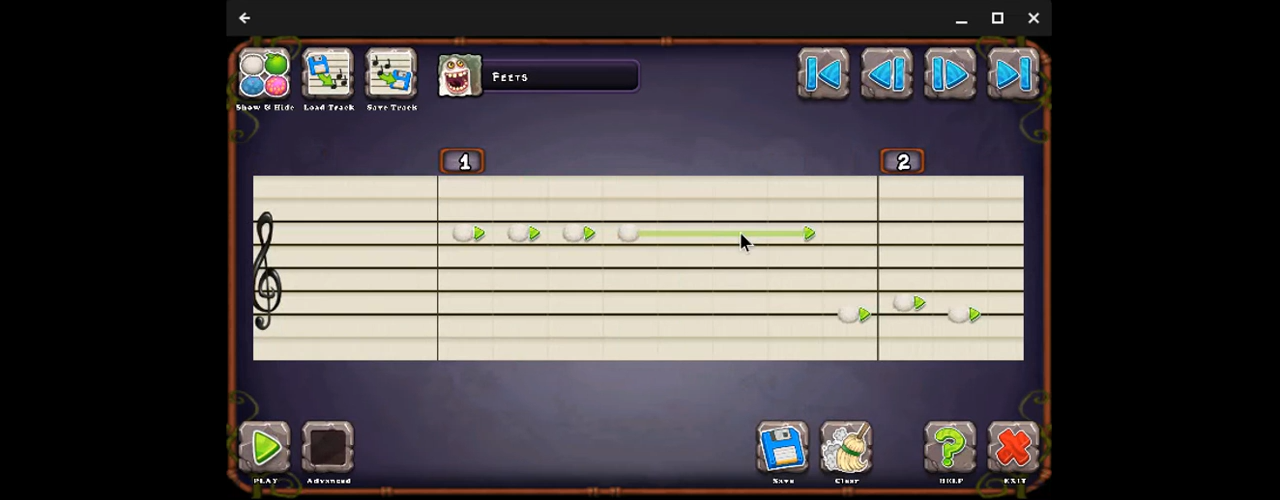 Feets
Show & Hide Load Track Save Track
1 2
PLAY Advanced Save Clear HELP EXIT